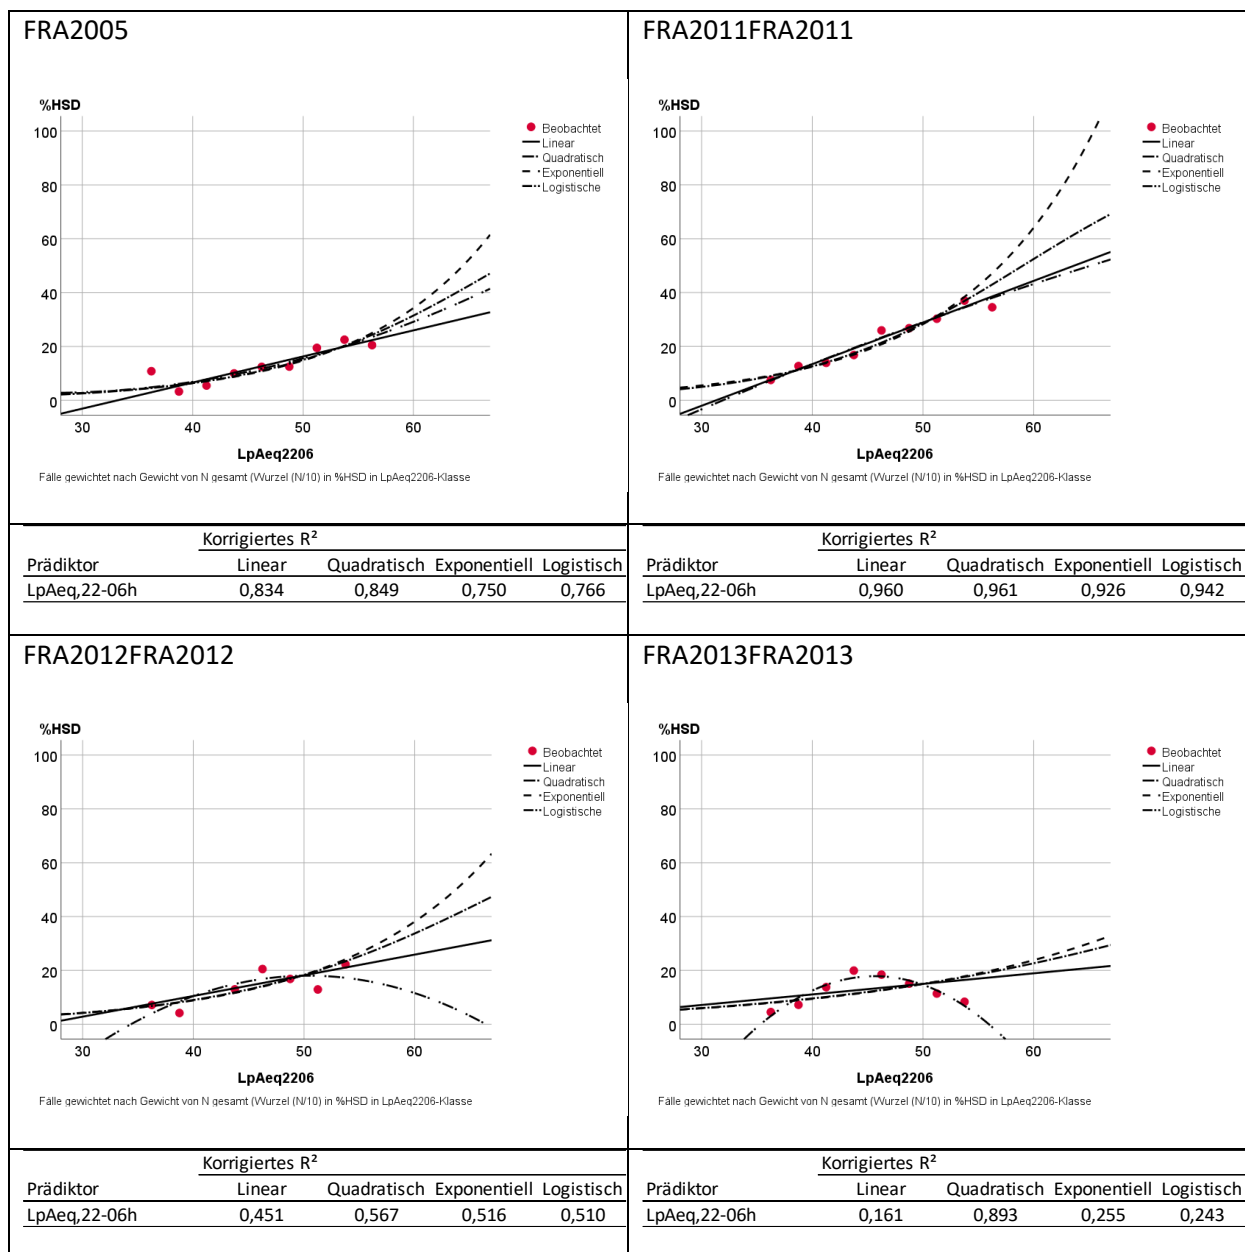 FRA2005
%HSD
100
80
60
40
20
0
30 40 50 60
LpAeq2206
Beobachtet
Linear
Quadratisch
Exponentiell
Logistische
Fälle gewichtet nach Gewicht von N gesamt (Wurzel (N/10) in %HSD in LpAeq2206-Klasse
Korrigiertes R²
Prädiktor Linear Quadratisch Exponentiell Logistisch
LpAeq,22-06h 0,834 0,849 0,750 0,766
FRA2011FRA2011
%HSD
100
80
60
40
20
0
30 40 50 60
LpAeq2206
Beobachtet
Linear
Quadratisch
Exponentiell
Logistische
Fälle gewichtet nach Gewicht von N gesamt (Wurzel (N/10) in %HSD in LpAeq2206-Klasse
Korrigiertes R²
Prädiktor Linear Quadratisch Exponentiell Logistisch
LpAeq,22-06h 0,960 0,961 0,926 0,942
FRA2012FRA2012
%HSD
100
80
60
40
20
0
30 40 50 60
LpAeq2206
Beobachtet
Linear
Quadratisch
Exponentiell
Logistische
Fälle gewichtet nach Gewicht von N gesamt (Wurzel (N/10) in %HSD in LpAeq2206-Klasse
Korrigiertes R²
Prädiktor Linear Quadratisch Exponentiell Logistisch
LpAeq,22-06h 0,451 0,567 0,516 0,510
FRA2013FRA2013
%HSD
100
80
60
40
20
0
30 40 50 60
LpAeq2206
Beobachtet
Linear
Quadratisch
Exponentiell
Logistische
Fälle gewichtet nach Gewicht von N gesamt (Wurzel (N/10) in %HSD in LpAeq2206-Klasse
Korrigiertes R²
Prädiktor Linear Quadratisch Exponentiell Logistisch
LpAeq,22-06h 0,161 0,893 0,255 0,243